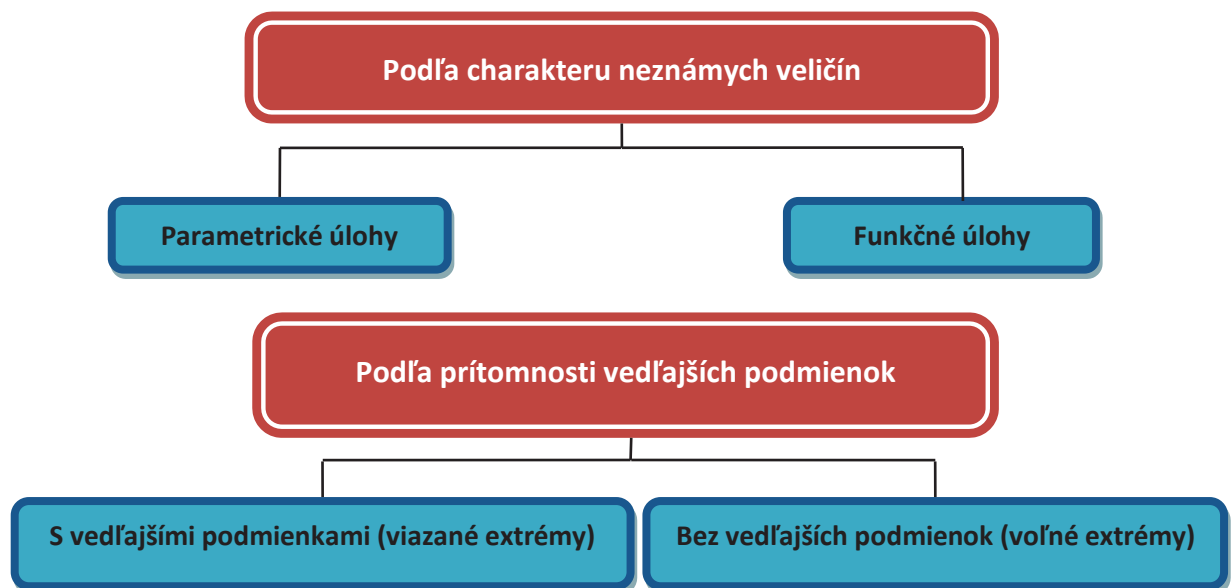 Podľa charakteru neznámych veličín
Parametrické úlohy
Funkčné úlohy
Podľa prítomnosti vedľajších podmienok
S vedľajšími podmienkami (viazané extrémy)
Bez vedľajších podmienok (voľné extrémy)